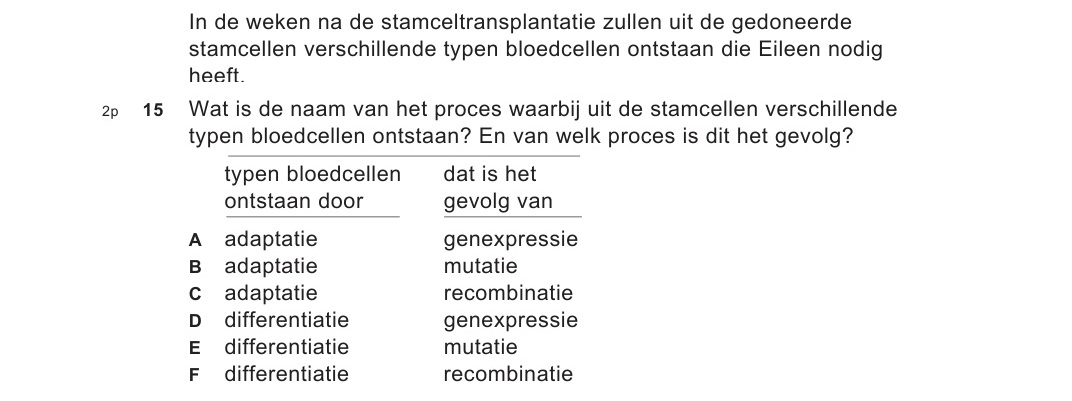 In de weken na de stamceltransplantatie zullen uit de gedoneerde
stamcellen verschillende typen bloedcellen ontstaan die Eileen nodig
heeft.
2p 15 Wat is de naam van het proces waarbij uit de stamcellen verschillende
typen bloedcellen ontstaan? En van welk proces is dit het gevolg?
typen bloedcellen dat is het
ontstaan door gevolg van
A adaptatie genexpressie
B adaptatie mutatie
C adaptatie recombinatie
D differentiatie genexpressie
E differentiatie mutatie
F differentiatie recombinatie